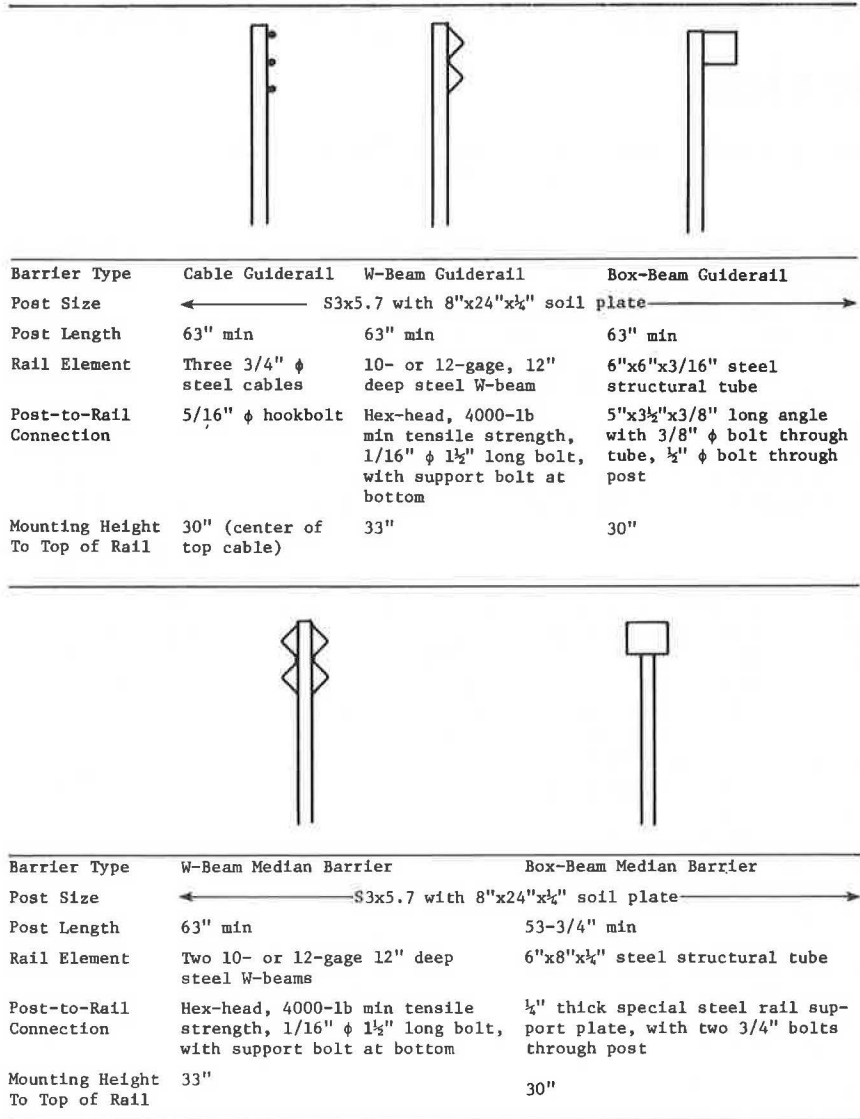 Barrier Type Cable Guiderail W-Beam Guiderail Box-Beam Guiderail
Post Size S3x5.7 with 8"x24"x¼" soil plate
Post Length 63" min 63" min 63" min
Rail Element Three 3/4" ϕ 10- or 12-gage, 12" 6"x6"x3/16" steel
steel cables deep steel W-beam structural tube
Post-to-Rail 5/16" ϕ hookbolt Hex-head, 4000-lb 5"x3½"x3/8" long angle
Connection min tensile strength, with 3/8" ϕ bolt through
1/16" ϕ 1½" long bolt, tube, ½" ϕ bolt through
with support bolt at post
bottom
Mounting Height 30" (center of 33" 30"
To Top of Rail top cable)
Barrier Type W-Beam Median Barrier Box-Beam Median Barrier
Post Size S3x5.7 with 8"x24"x¼" soil plate
Post Length 63" min 53-3/4" min
Rail Element Two 10- or 12-gage 12" deep 6"x8"x¼" steel structural tube
steel W-beams
Post-to-Rail Hex-head, 4000-lb min tensile ¼" thick special steel rail sup-
Connection strength, 1/16" ϕ 1½" long bolt, port plate, with two 3/4" bolts
with support bolt at bottom through post
Mounting Height 33" 30"
To Top of Rail